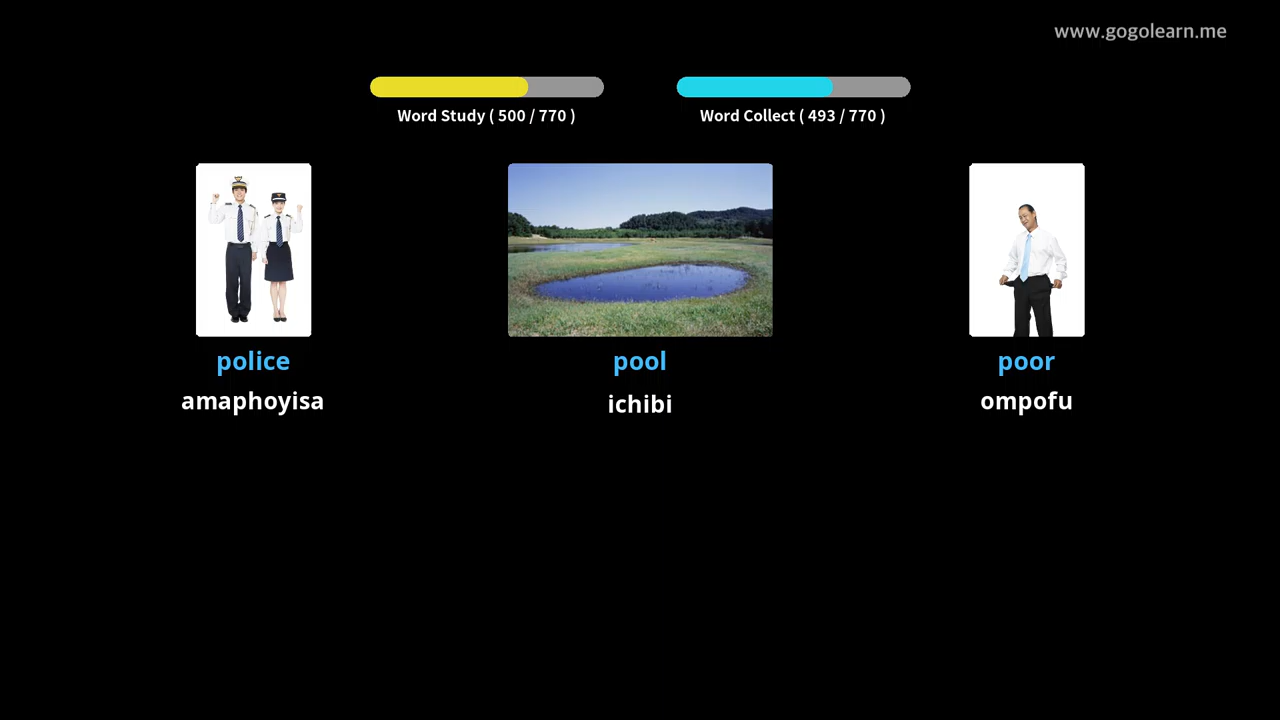 www.gogolearn.me
Word Study ( 500 / 770 )
Word Collect ( 493 / 770 )
police
pool
poor
amaphoyisa
ichibi
ompofu